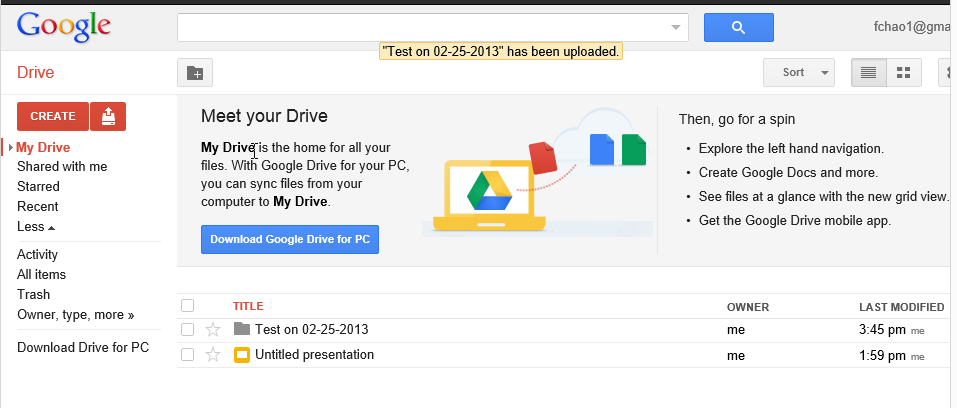 Google
fchao1@gma
"Test on 02-25-2013" has been uploaded.
Drive
Sort
CREATE
My Drive
Shared with me
Starred
Recent
Less
Activity
All items
Trash
Owner, type, more »
Download Drive for PC
Meet your Drive
My Drive is the home for all your
files. With Google Drive for your PC,
you can sync files from your
computer to My Drive.
Download Google Drive for PC
Then, go for a spin
• Explore the left hand navigation.
• Create Google Docs and more.
• See files at a glance with the new grid view.
• Get the Google Drive mobile app.
TITLE OWNER LAST MODIFIED
Test on 02-25-2013 me 3:45 pm me
Untitled presentation me 1:59 pm me